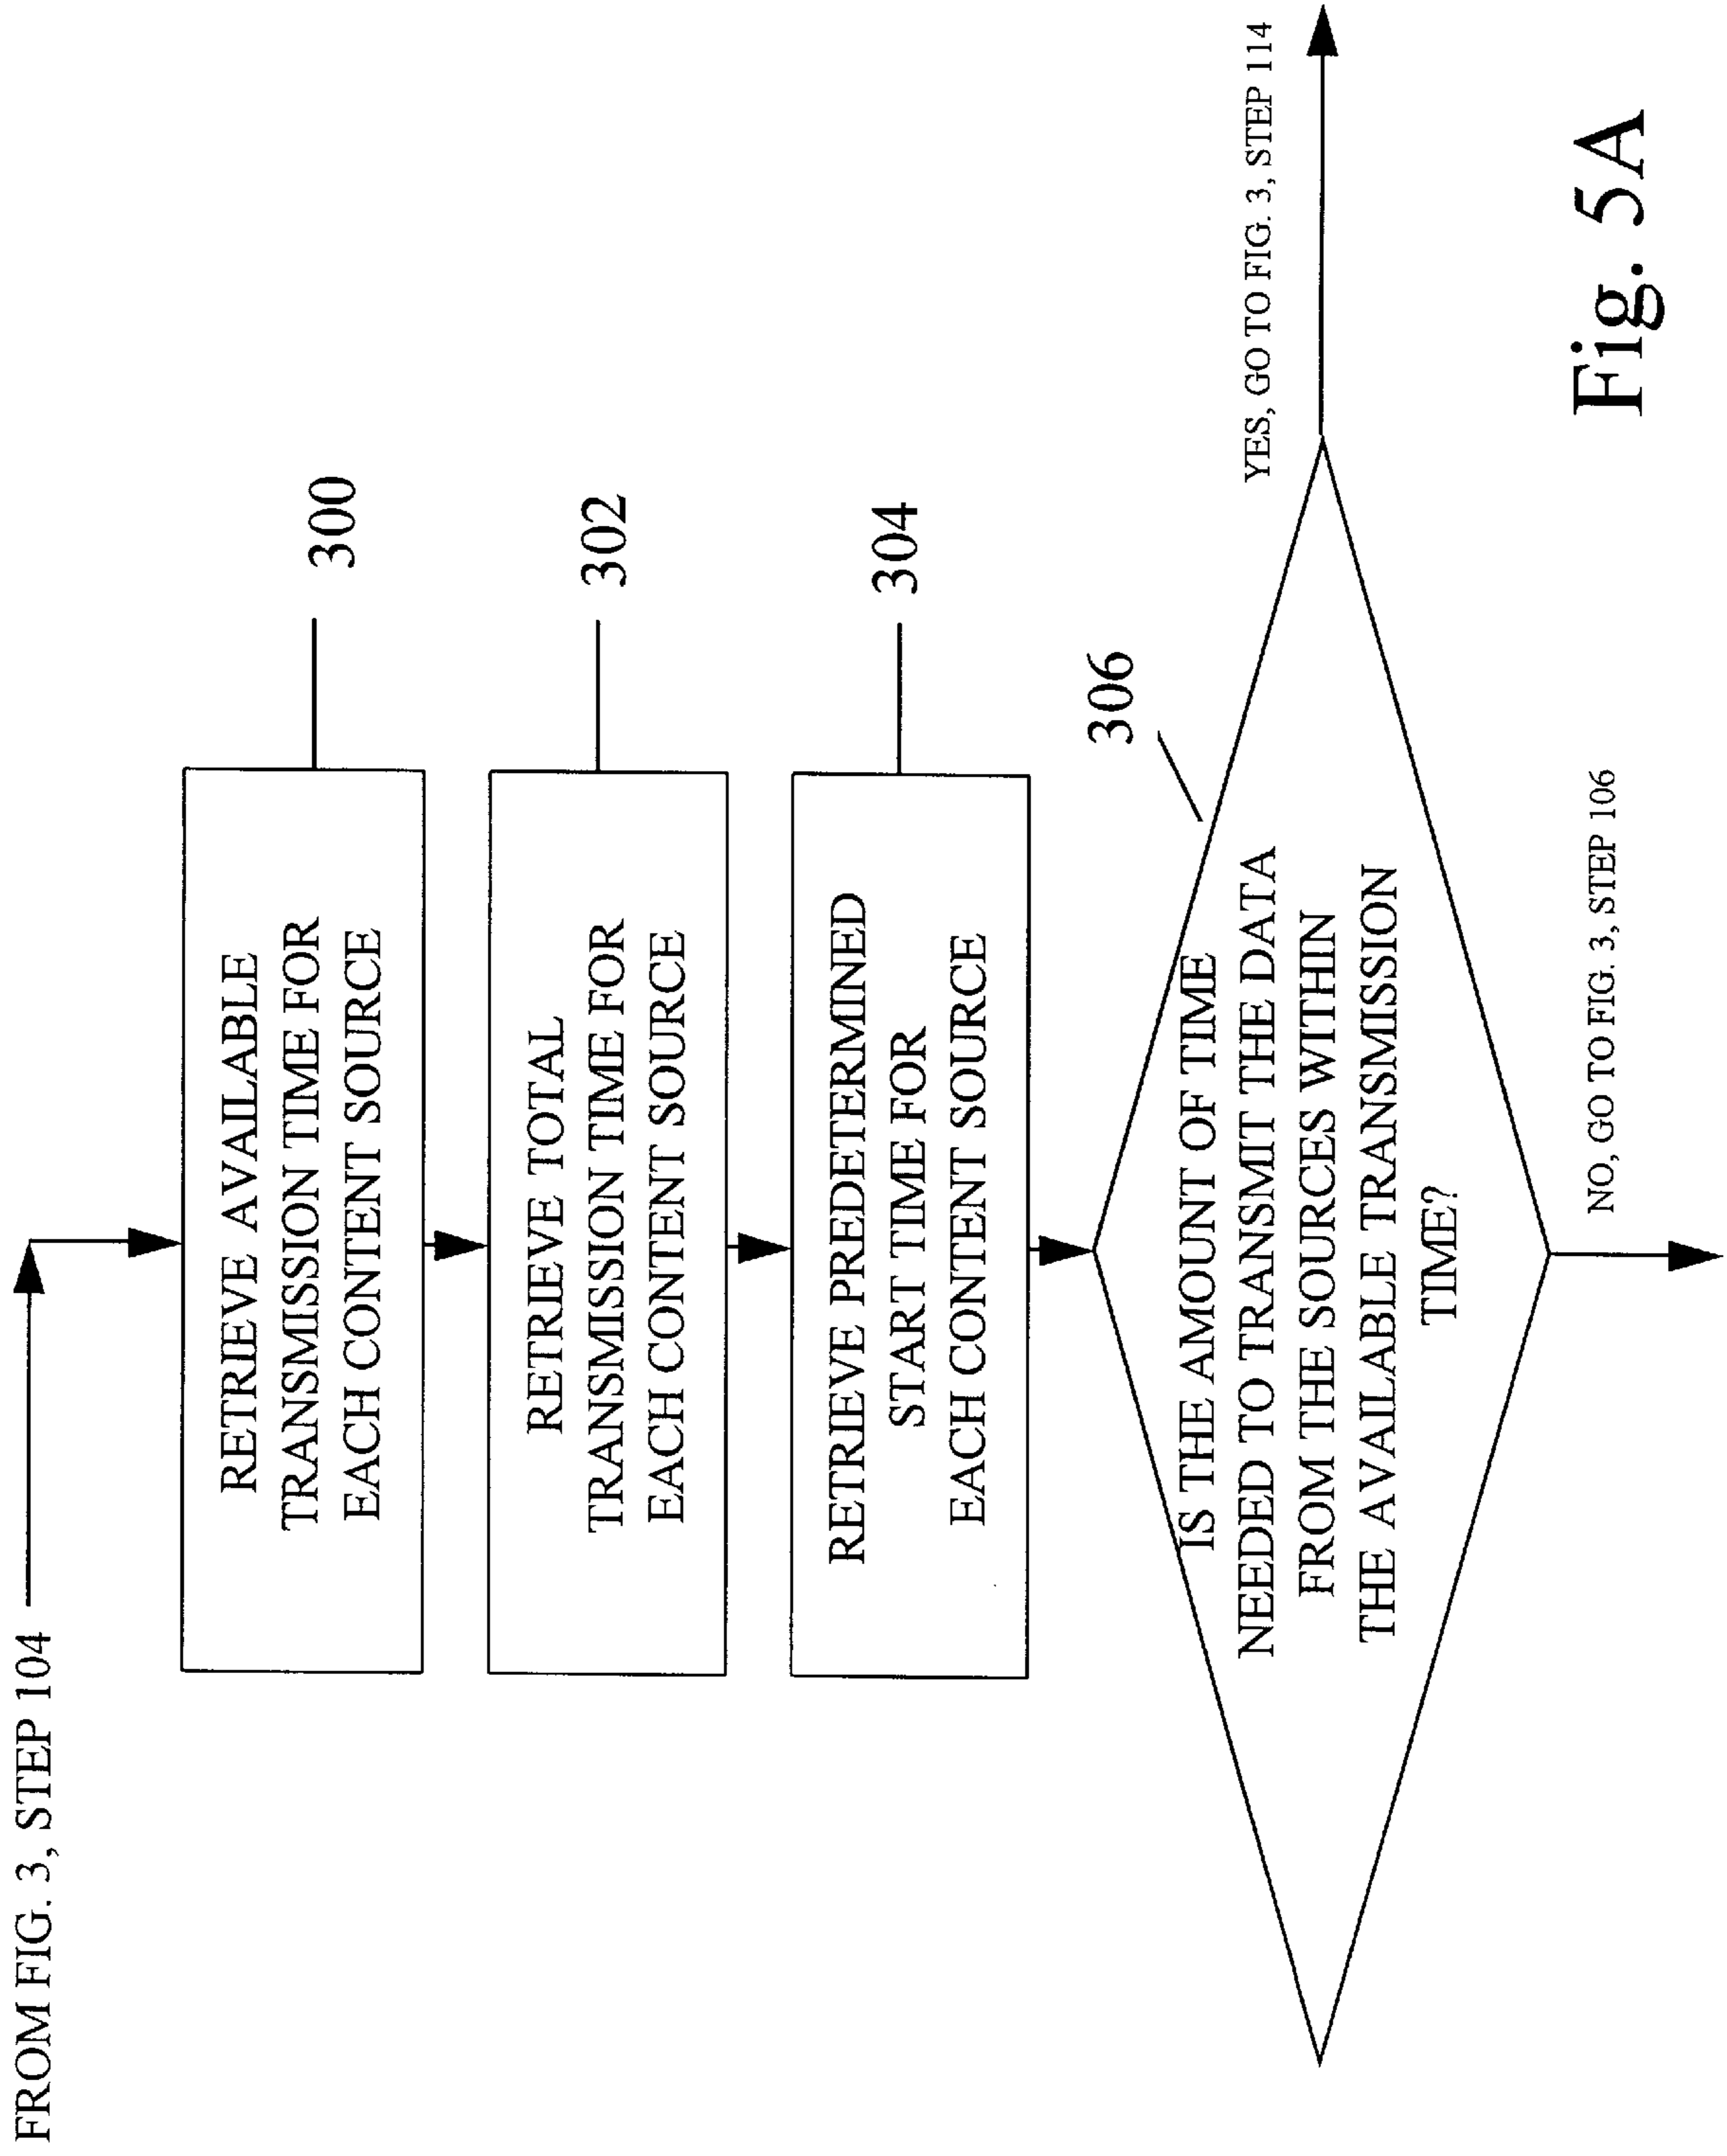 FROM FIG. 3, STEP 104
RETRIEVE AVAILABLE
TRANSMISSION TIME FOR
EACH CONTENT SOURCE
300
RETRIEVE TOTAL
TRANSMISSION TIME FOR
EACH CONTENT SOURCE
302
RETRIEVE PREDETERMINED
START TIME FOR
EACH CONTENT SOURCE
304
306
IS THE AMOUNT OF TIME
NEEDED TO TRANSMIT THE DATA
FROM THE SOURCES WITHIN
THE AVAILABLE TRANSMISSION
TIME?
YES, GO TO FIG. 3, STEP 114
NO, GO TO FIG. 3, STEP 106
Fig. 5A